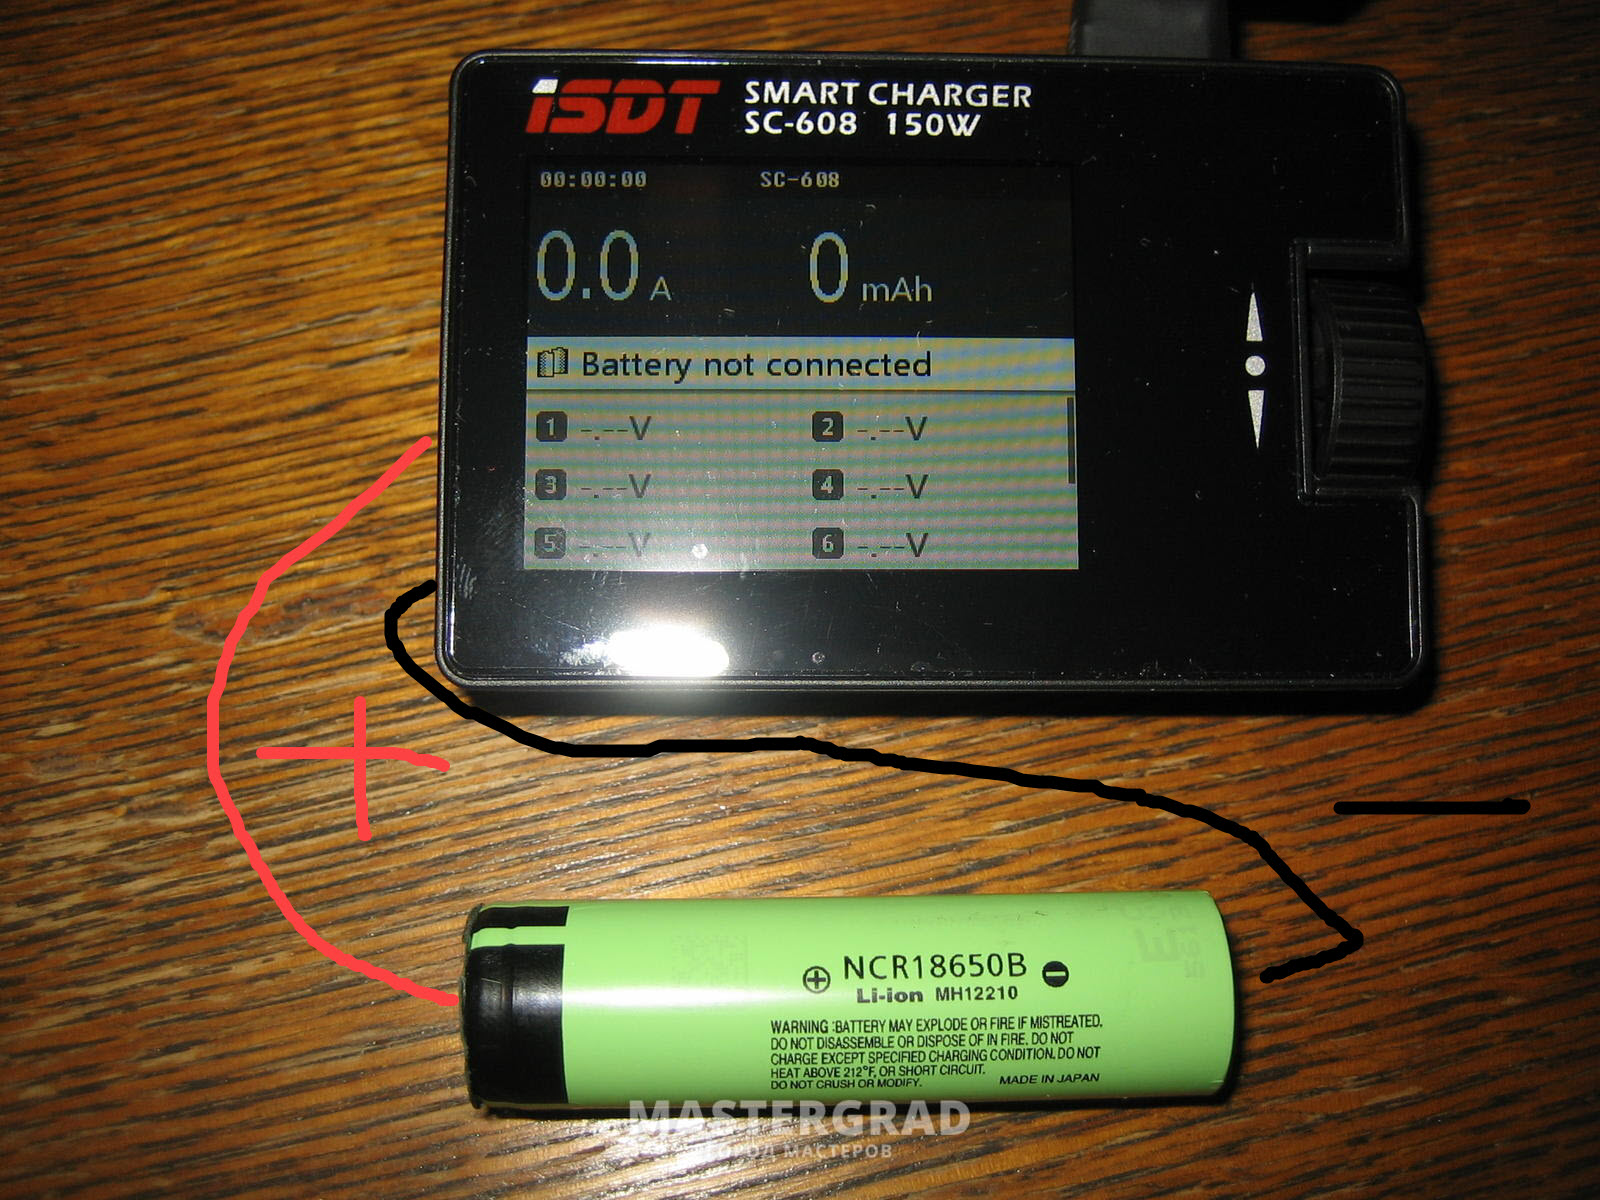 iSDT
SMART CHARGER
SC-608 150W
00:00:00 SC-608
0.0 A 0 mAh
Battery not connected
1 -.--V 2 -.--V
3 -.--V 4 -.--V
5 -.--V 6 -.--V
+
—
⊕ NCR18650B ⊖
Li-ion MH12210
WARNING :BATTERY MAY EXPLODE OR FIRE IF MISTREATED.
DO NOT DISASSEMBLE OR DISPOSE OF IN FIRE. DO NOT
CHARGE EXCEPT SPECIFIED CHARGING CONDITION. DO NOT
HEAT ABOVE 212°F, OR SHORT CIRCUIT.
DO NOT CRUSH OR MODIFY. MADE IN JAPAN
MASTERGRAD
ГОРОД МАСТЕРОВ